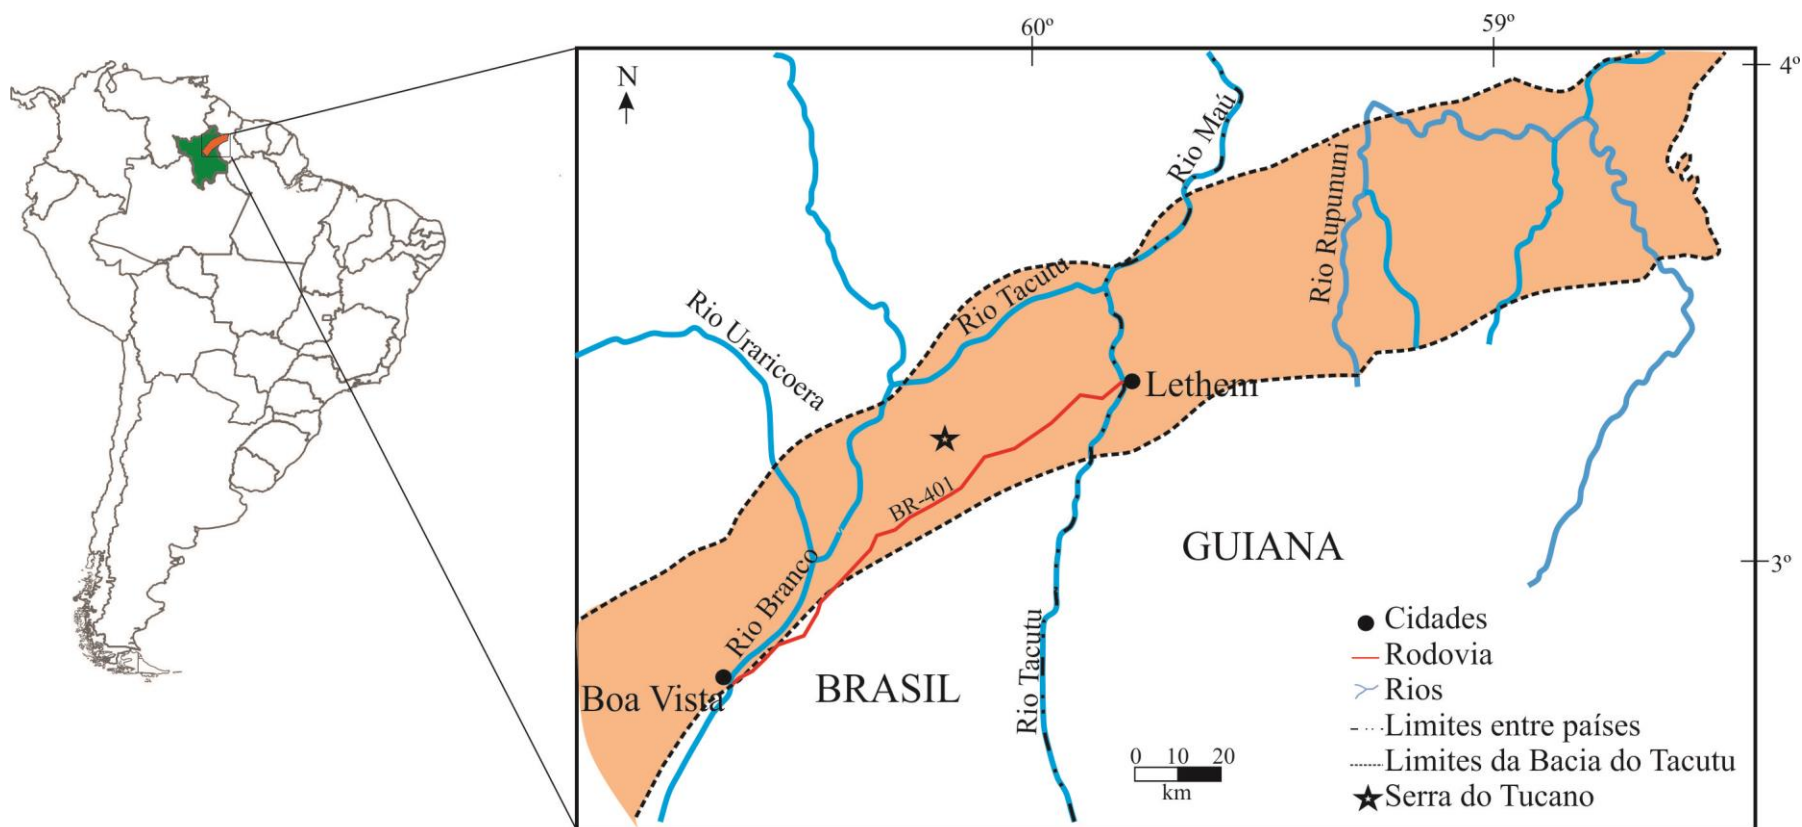 60º
59º
4º
N
Rio Maú
Rio Rupununi
Rio Tacutu
Rio Uraricoera
Lethem
BR-401
GUIANA
3º
Rio Branco
Cidades
Rio Tacutu
Rodovia
BRASIL
Boa Vista
Rios
Limites entre países
0 10 20
km
Limites da Bacia do Tacutu
Serra do Tucano